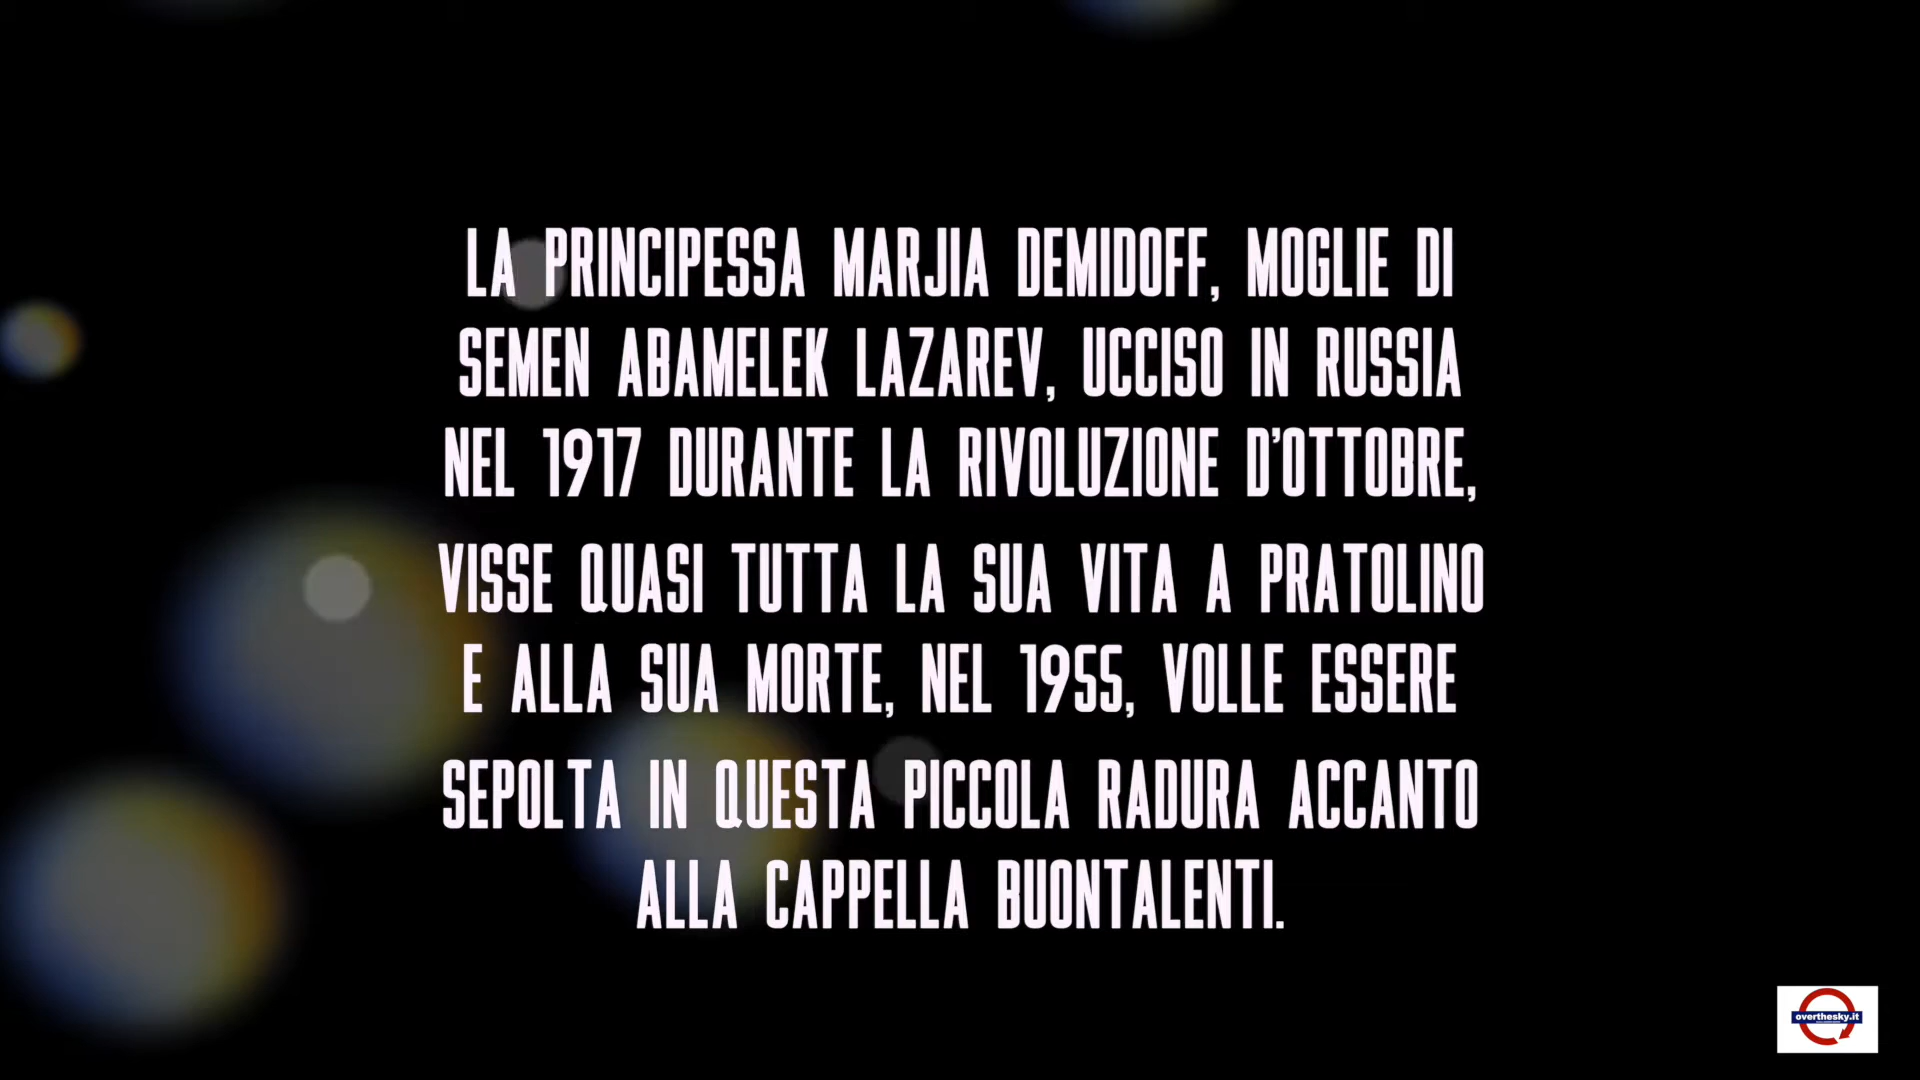 LA PRINCIPESSA MARJIA DEMIDOFF, MOGLIE DI
SEMEN ABAMELEK LAZAREV, UCCISO IN RUSSIA
NEL 1917 DURANTE LA RIVOLUZIONE D'OTTOBRE,
VISSE QUASI TUTTA LA SUA VITA A PRATOLINO
E ALLA SUA MORTE, NEL 1955, VOLLE ESSERE
SEPOLTA IN QUESTA PICCOLA RADURA ACCANTO
ALLA CAPPELLA BUONTALENTI.
overthesky.it